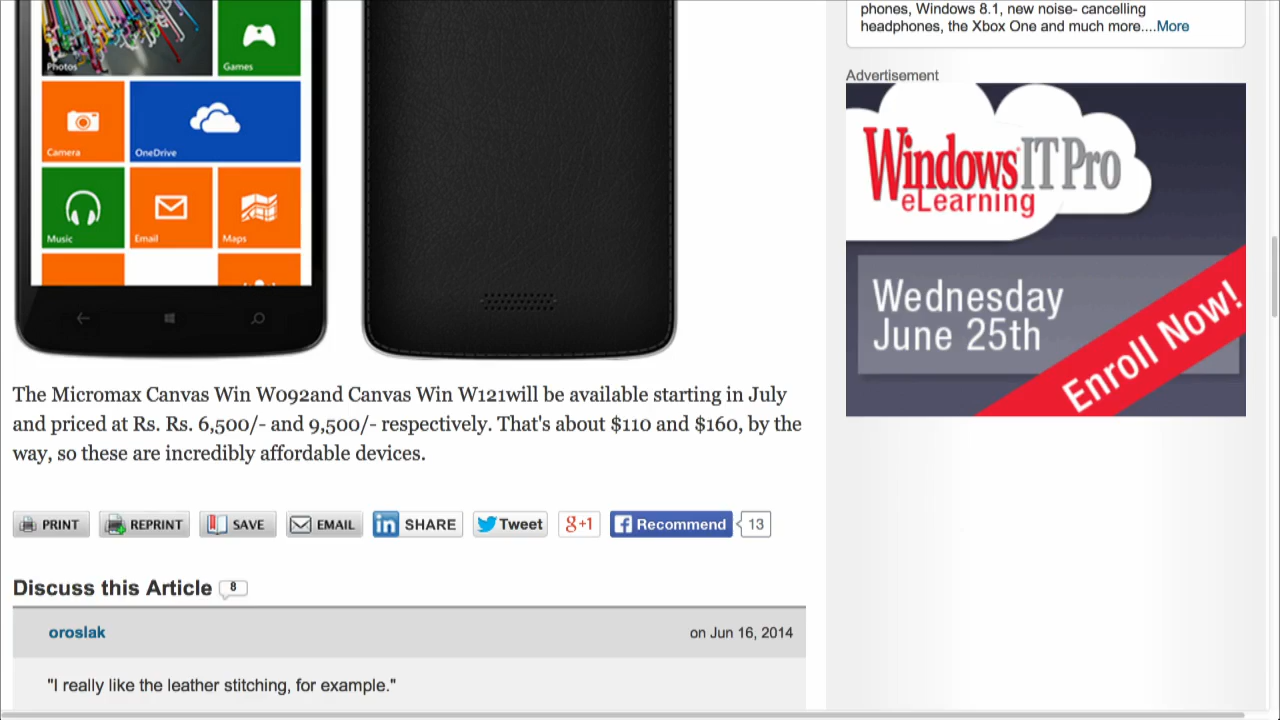 phones, Windows 8.1, new noise- cancelling
headphones, the Xbox One and much more....More
Photos
Games
Camera
OneDrive
Music
Email
Maps
Advertisement
Windows IT Pro
eLearning
Wednesday
June 25th
Enroll Now!
The Micromax Canvas Win W092and Canvas Win W121will be available starting in July
and priced at Rs. Rs. 6,500/- and 9,500/- respectively. That's about $110 and $160, by the
way, so these are incredibly affordable devices.
PRINT
REPRINT
SAVE
EMAIL
in SHARE
Tweet
g+1
f Recommend
13
Discuss this Article 8
oroslak
on Jun 16, 2014
"I really like the leather stitching, for example."